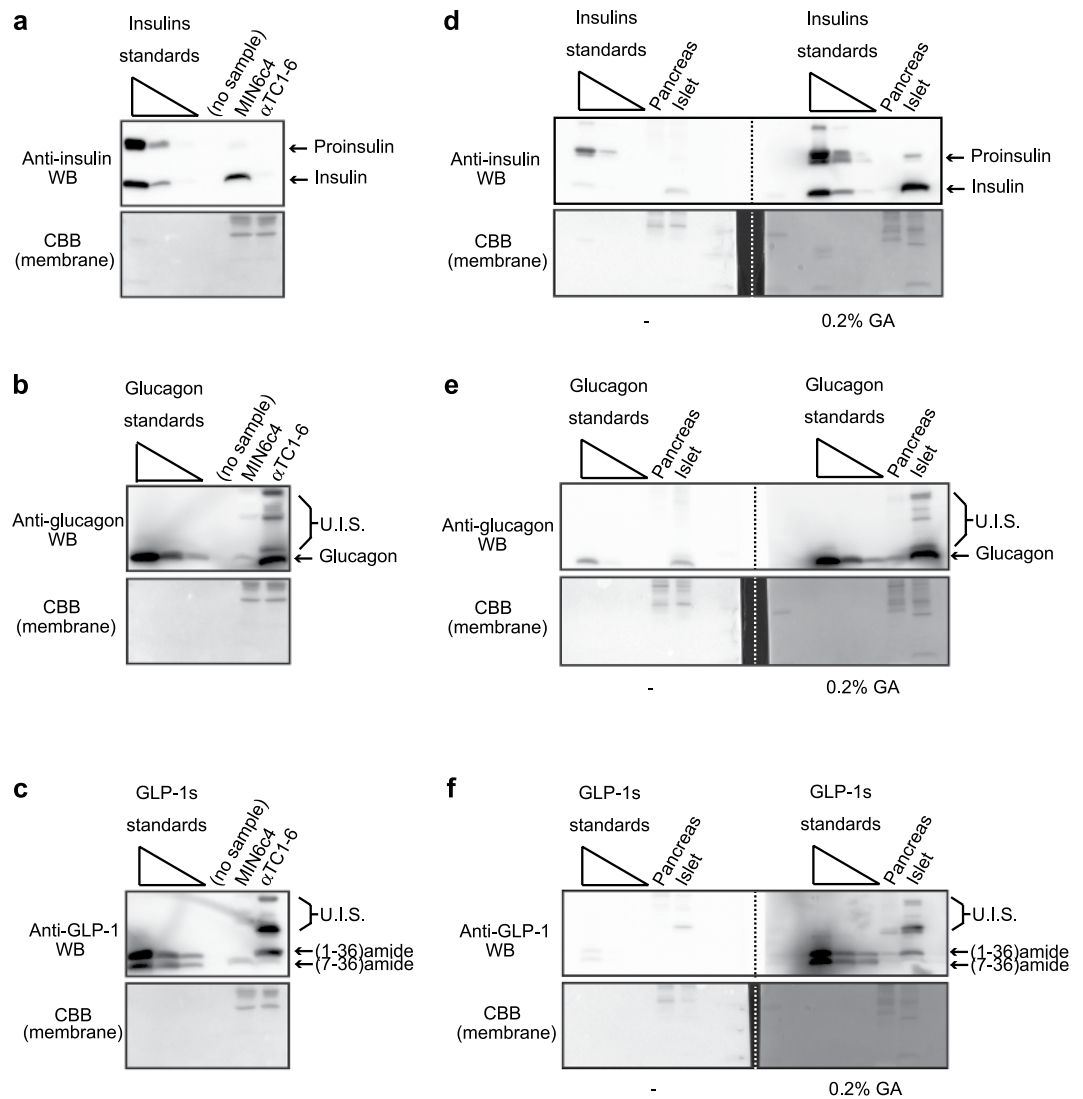 a
Insulins
standards
(no sample)
MIN6c4
αTC1-6
Anti-insulin
WB
← Proinsulin
← Insulin
CBB
(membrane)
d
Insulins
standards
Pancreas
Islet
Insulins
standards
Pancreas
Islet
Anti-insulin
WB
← Proinsulin
← Insulin
CBB
(membrane)
-
0.2% GA
b
Glucagon
standards
(no sample)
MIN6c4
αTC1-6
Anti-glucagon
WB
U.I.S.
← Glucagon
CBB
(membrane)
e
Glucagon
standards
Pancreas
Islet
Glucagon
standards
Pancreas
Islet
Anti-glucagon
WB
U.I.S.
← Glucagon
CBB
(membrane)
-
0.2% GA
c
GLP-1s
standards
(no sample)
MIN6c4
αTC1-6
Anti-GLP-1
WB
U.I.S.
←(1-36)amide
←(7-36)amide
CBB
(membrane)
f
GLP-1s
standards
Pancreas
Islet
GLP-1s
standards
Pancreas
Islet
Anti-GLP-1
WB
U.I.S.
←(1-36)amide
←(7-36)amide
CBB
(membrane)
-
0.2% GA